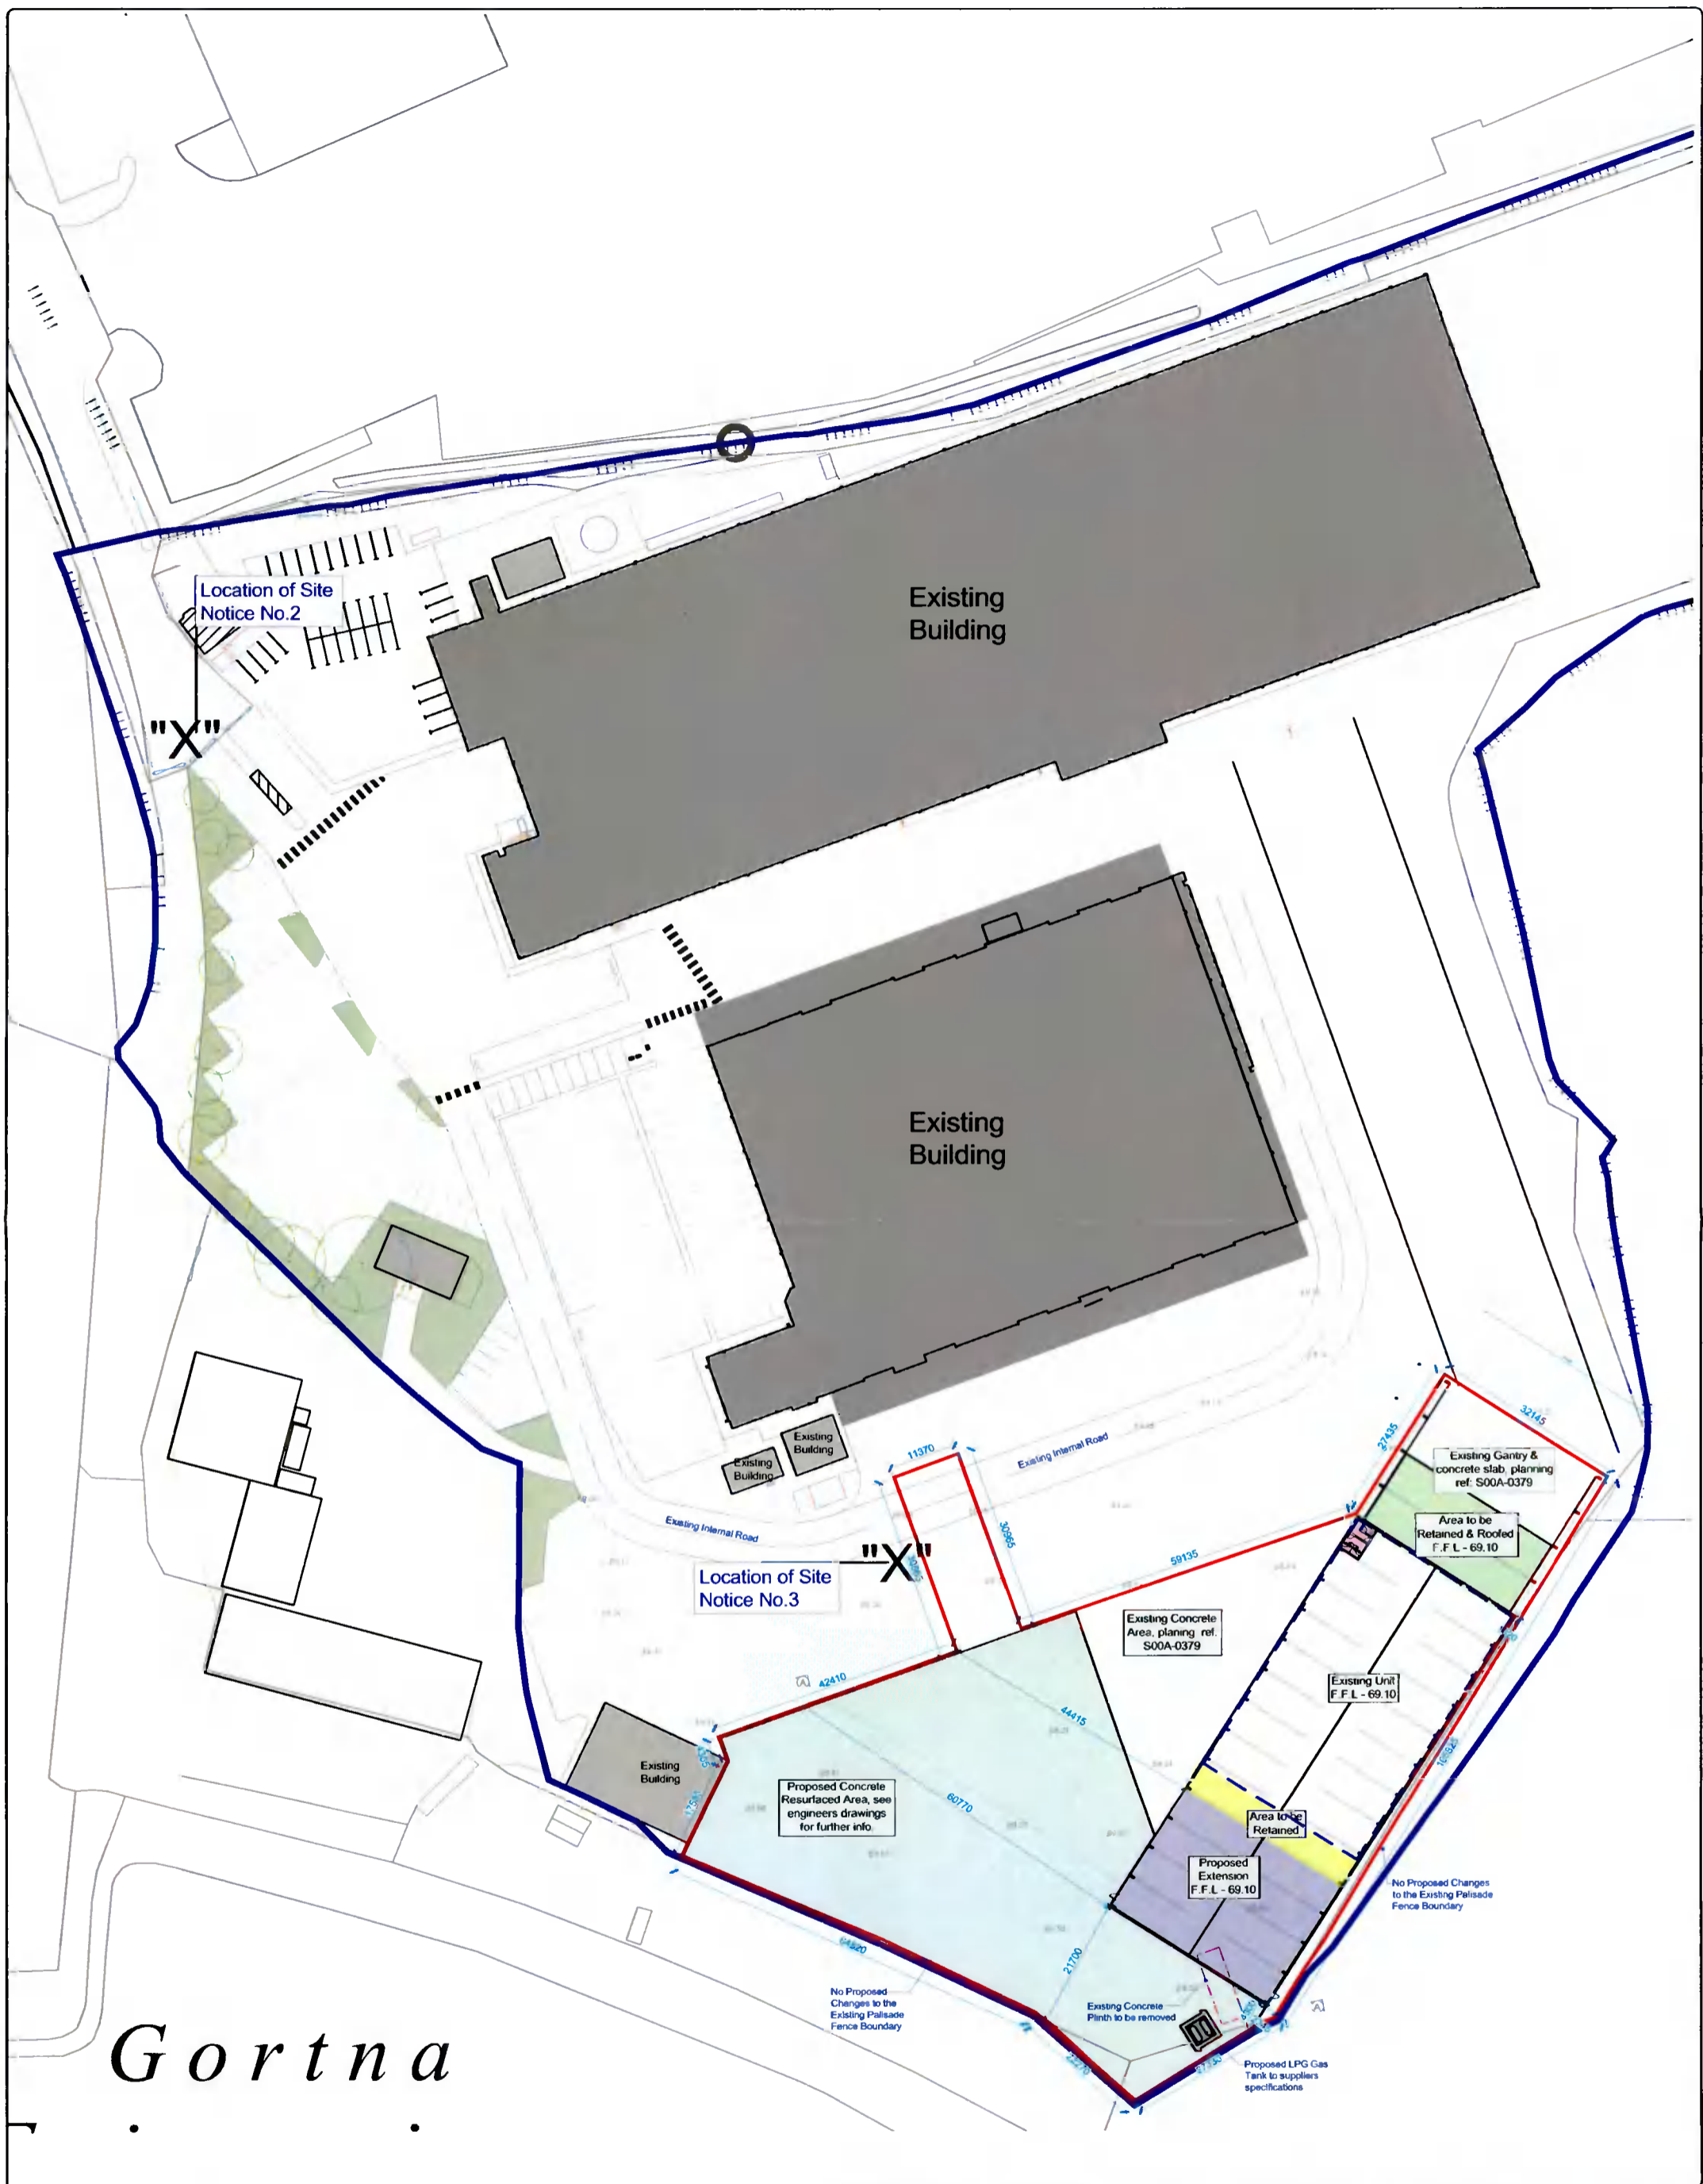 Existing
Building
Location of Site
Notice No.2
"X"
Existing
Building
Existing
Building
Existing
Building
11370
Existing Internal Road
32145
27435
Existing Gantry &
concrete slab, planning
ref: S00A-0379
Area to be
Retained & Roofed
F.F.L - 69.10
Existing Internal Road
30965
"X"
Location of Site
Notice No.3
59135
Existing Concrete
Area, planing ref.
S00A-0379
42410
44415
Existing Unit
F.F.L - 69.10
Existing
Building
Proposed Concrete
Resurfaced Area, see
engineers drawings
for further info.
60770
Area to be
Retained
Proposed
Extension
F.F.L - 69.10
No Proposed Changes
to the Existing Palisade
Fence Boundary
64520
21700
No Proposed
Changes to the
Existing Palisade
Fence Boundary
Existing Concrete
Plinth to be removed
Proposed LPG Gas
Tank to suppliers
specifications
Gortna